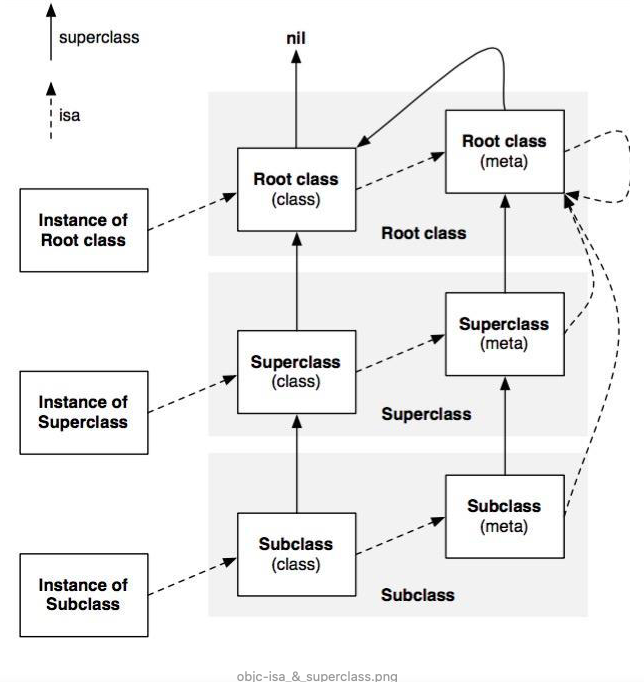 superclass
nil
isa
Root class
(meta)
Root class
(class)
Instance of
Root class
Root class
Superclass
(meta)
Superclass
(class)
Instance of
Superclass
Superclass
Subclass
(meta)
Subclass
(class)
Instance of
Subclass
Subclass
objc-isa_&_superclass.png